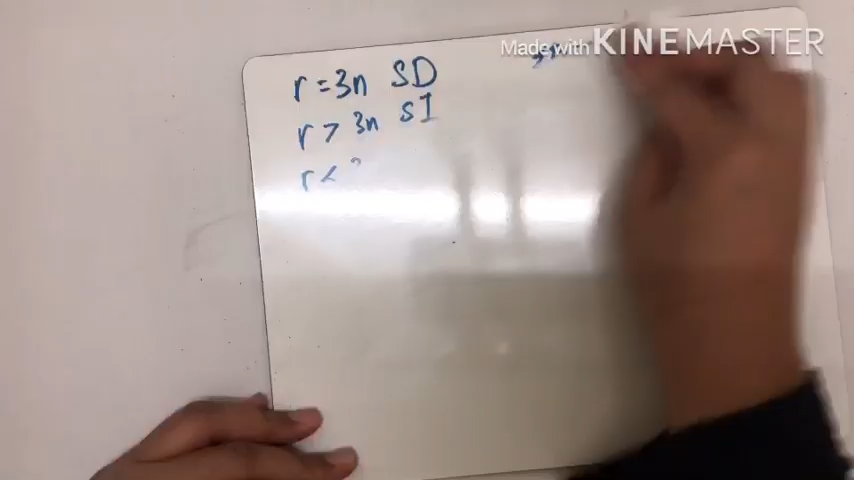 Made with KINEMASTER
r = 3n SD
r > 3n SI
r <